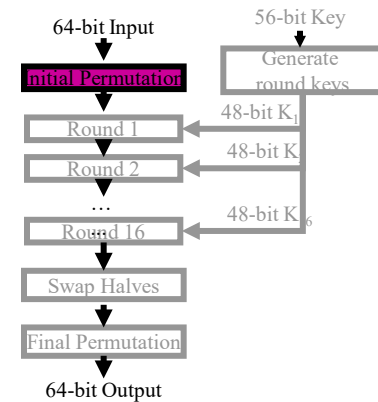 64-bit Input
56-bit Key
Initial Permutation
Generate
round keys
48-bit K1
Round 1
48-bit K
Round 2
...
48-bit K 6
Round 16
...
Swap Halves
Final Permutation
64-bit Output